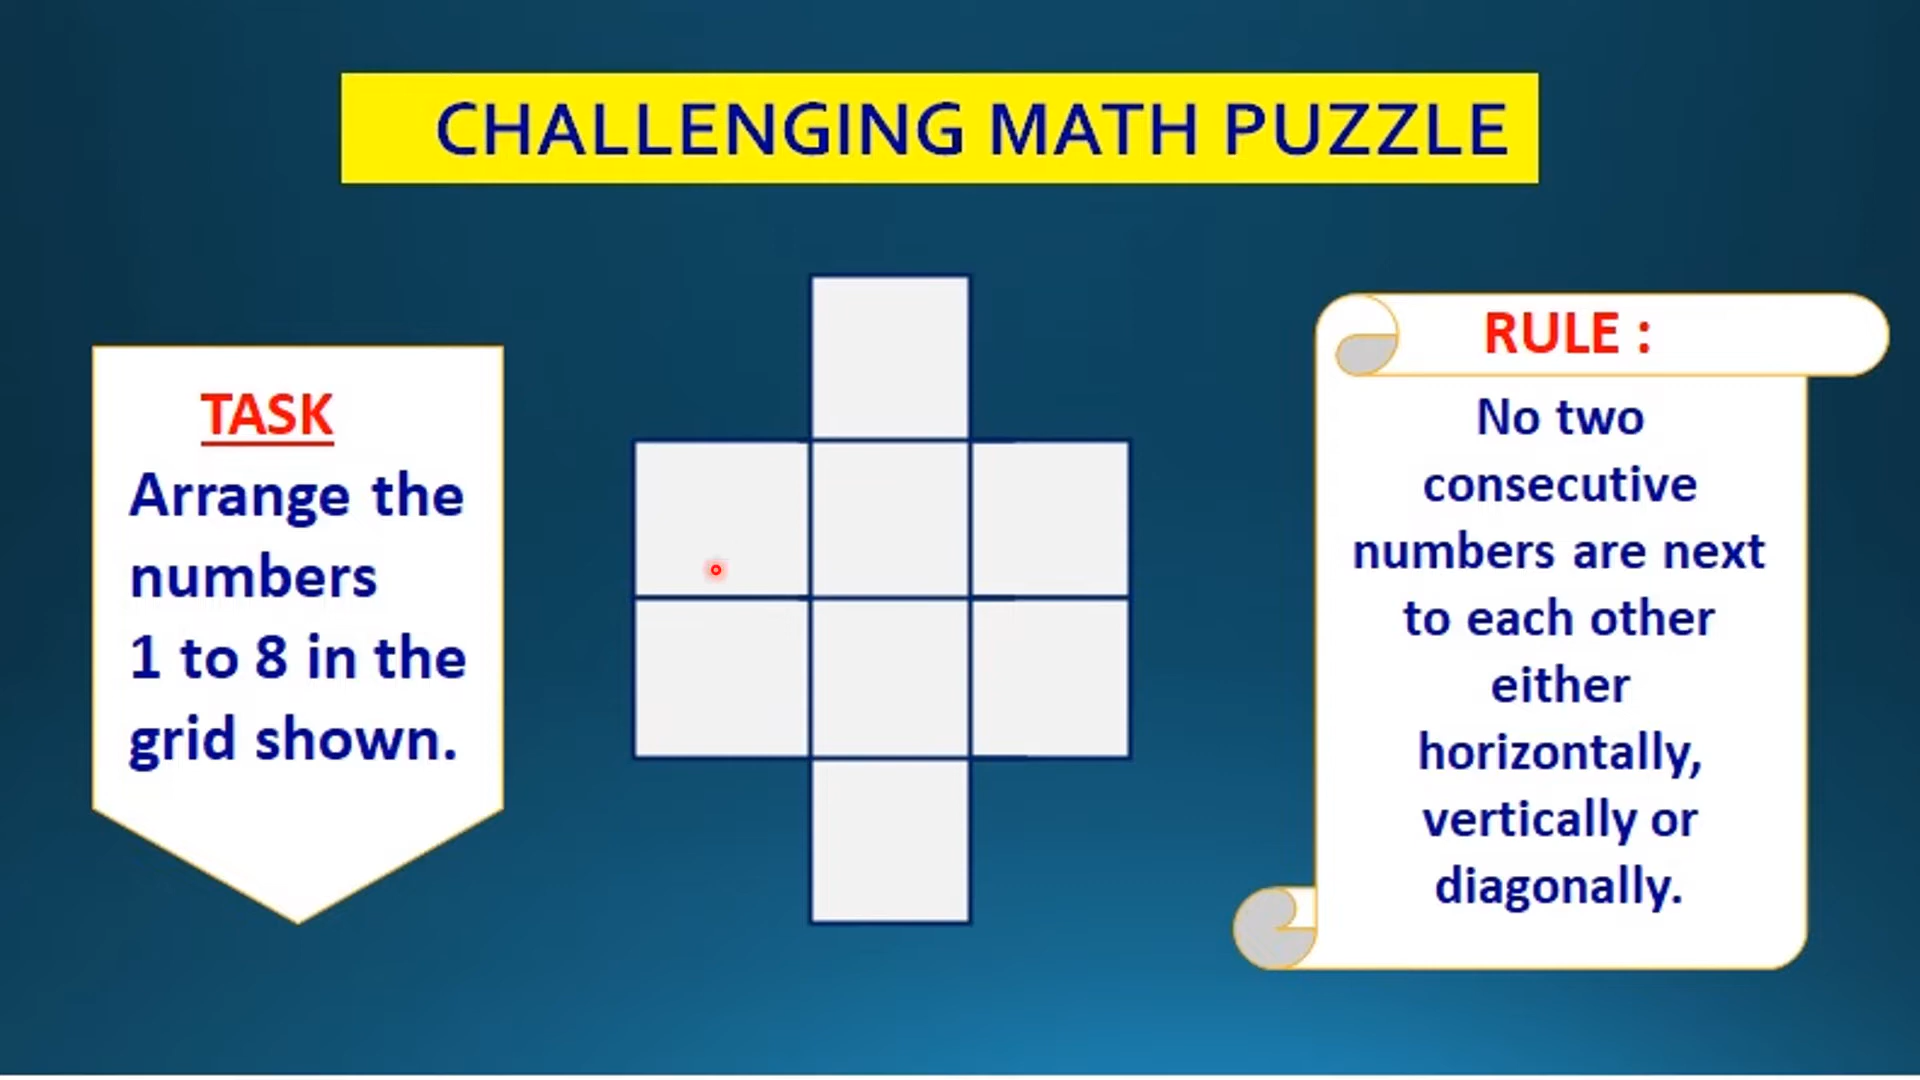 CHALLENGING MATH PUZZLE
TASK
Arrange the
numbers
1 to 8 in the
grid shown.
RULE :
No two
consecutive
numbers are next
to each other
either
horizontally,
vertically or
diagonally.